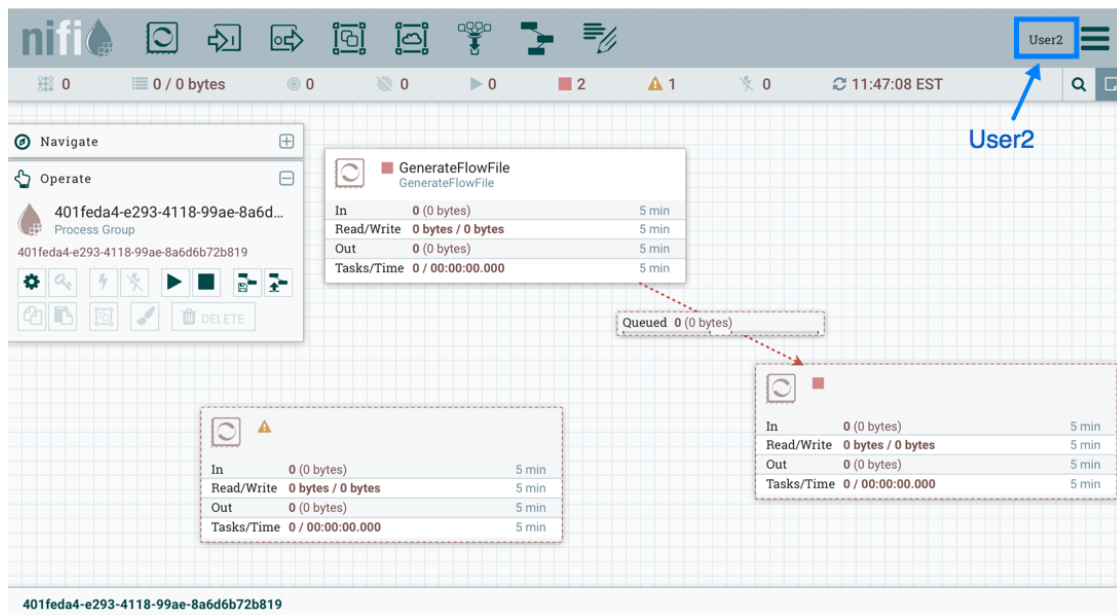 nifi
User2
0
0 / 0 bytes
0
0
0
2
1
0
11:47:08 EST
User2
Navigate
Operate
401feda4-e293-4118-99ae-8a6d...
Process Group
401feda4-e293-4118-99ae-8a6d6b72b819
DELETE
GenerateFlowFile
GenerateFlowFile
In 0 (0 bytes) 5 min
Read/Write 0 bytes / 0 bytes 5 min
Out 0 (0 bytes) 5 min
Tasks/Time 0 / 00:00:00.000 5 min
Queued 0 (0 bytes)
In 0 (0 bytes) 5 min
Read/Write 0 bytes / 0 bytes 5 min
Out 0 (0 bytes) 5 min
Tasks/Time 0 / 00:00:00.000 5 min
In 0 (0 bytes) 5 min
Read/Write 0 bytes / 0 bytes 5 min
Out 0 (0 bytes) 5 min
Tasks/Time 0 / 00:00:00.000 5 min
401feda4-e293-4118-99ae-8a6d6b72b819